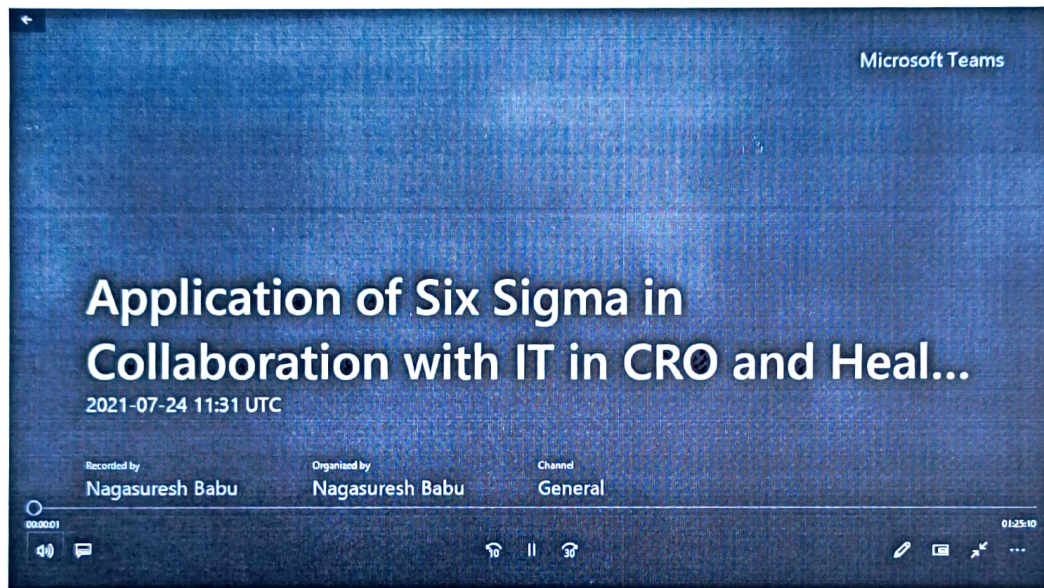 Microsoft Teams
Application of Six Sigma in
Collaboration with IT in CRO and Heal...
2021-07-24 11:31 UTC
Recorded by
Nagasuresh Babu
Organized by
Nagasuresh Babu
Channel
General
00:00:01
01:25:10
10
30